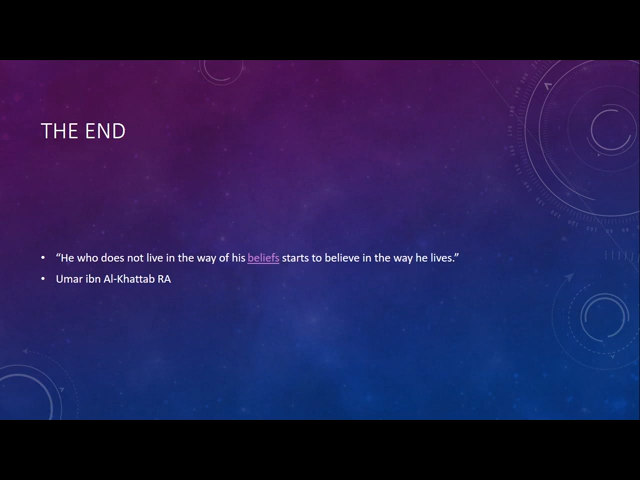 THE END
• “He who does not live in the way of his beliefs starts to believe in the way he lives.”
• Umar ibn Al-Khattab RA